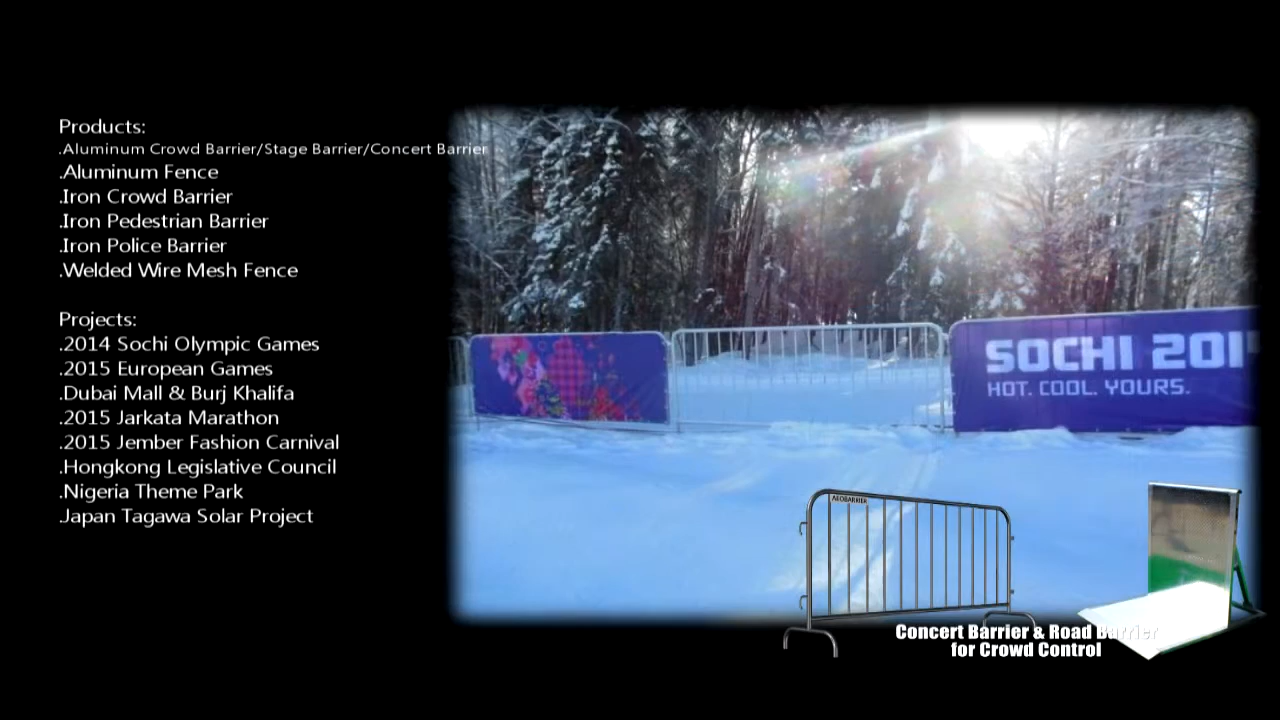 Products:
.Aluminum Crowd Barrier/Stage Barrier/Concert Barrier
.Aluminum Fence
.Iron Crowd Barrier
.Iron Pedestrian Barrier
.Iron Police Barrier
.Welded Wire Mesh Fence
Projects:
.2014 Sochi Olympic Games
.2015 European Games
.Dubai Mall & Burj Khalifa
.2015 Jarkata Marathon
.2015 Jember Fashion Carnival
.Hongkong Legislative Council
.Nigeria Theme Park
.Japan Tagawa Solar Project
SOCHI 201
HOT. COOL. YOURS.
AEOBARRIER
Concert Barrier & Road Barrier
for Crowd Control